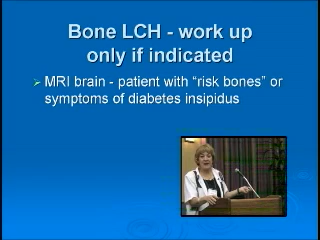 Bone LCH - work up
only if indicated
MRI brain - patient with “risk bones” or
symptoms of diabetes insipidus